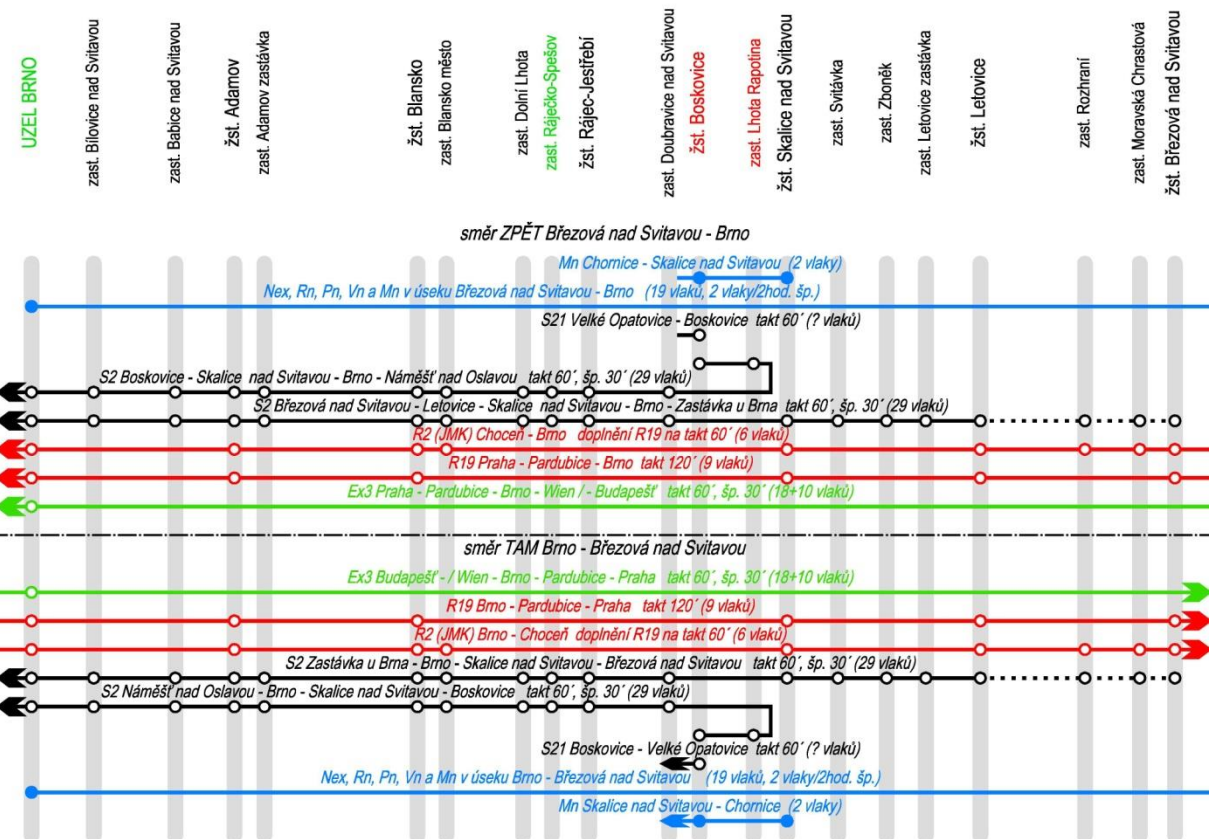 UZEL BRNO
zast. Bílovice nad Svitavou
zast. Babice nad Svitavou
žst. Adamov
zast. Adamov zastávka
žst. Blansko
zast. Blansko město
zast. Dolní Lhota
zast. Ráječko-Spešov
žst. Rájec-Jestřebí
zast. Doubravice nad Svitavou
žst. Boskovice
zast. Lhota Rapotina
žst. Skalice nad Svitavou
zast. Svitávka
zast. Zboněk
zast. Letovice zastávka
žst. Letovice
zast. Rozhraní
zast. Moravská Chrastová
žst. Březová nad Svitavou
směr ZPĚT Březová nad Svitavou - Brno
Mn Chornice - Skalice nad Svitavou (2 vlaky)
Nex, Rn, Pn, Vn a Mn v úseku Březová nad Svitavou - Brno (19 vlaků, 2 vlaky/2hod. šp.)
S21 Velké Opatovice - Boskovice takt 60´ (? vlaků)
S2 Boskovice - Skalice nad Svitavou - Brno - Náměšť nad Oslavou takt 60´, šp. 30´ (29 vlaků)
S2 Březová nad Svitavou - Letovice - Skalice nad Svitavou - Brno - Zastávka u Brna takt 60´, šp. 30´ (29 vlaků)
R2 (JMK) Choceň - Brno doplnění R19 na takt 60´ (6 vlaků)
R19 Praha - Pardubice - Brno takt 120´ (9 vlaků)
Ex3 Praha - Pardubice - Brno - Wien / - Budapešť takt 60´, šp. 30´ (18+10 vlaků)
směr TAM Brno - Březová nad Svitavou
Ex3 Budapešť - / Wien - Brno - Pardubice - Praha takt 60´, šp. 30´ (18+10 vlaků)
R19 Brno - Pardubice - Praha takt 120´ (9 vlaků)
R2 (JMK) Brno - Choceň doplnění R19 na takt 60´ (6 vlaků)
S2 Zastávka u Brna - Brno - Skalice nad Svitavou - Březová nad Svitavou takt 60´, šp. 30´ (29 vlaků)
S2 Náměšť nad Oslavou - Brno - Skalice nad Svitavou - Boskovice takt 60´, šp. 30´ (29 vlaků)
S21 Boskovice - Velké Opatovice takt 60´ (? vlaků)
Nex, Rn, Pn, Vn a Mn v úseku Brno - Březová nad Svitavou (19 vlaků, 2 vlaky/2hod. šp.)
Mn Skalice nad Svitavou - Chornice (2 vlaky)